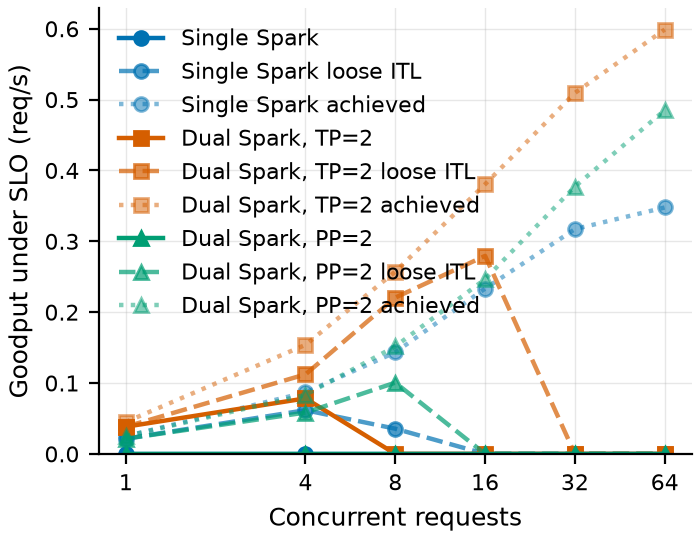 Goodput under SLO (req/s)
0.6
0.5
0.4
0.3
0.2
0.1
0.0
Single Spark
Single Spark loose ITL
Single Spark achieved
Dual Spark, TP=2
Dual Spark, TP=2 loose ITL
Dual Spark, TP=2 achieved
Dual Spark, PP=2
Dual Spark, PP=2 loose ITL
Dual Spark, PP=2 achieved
1 4 8 16 32 64
Concurrent requests